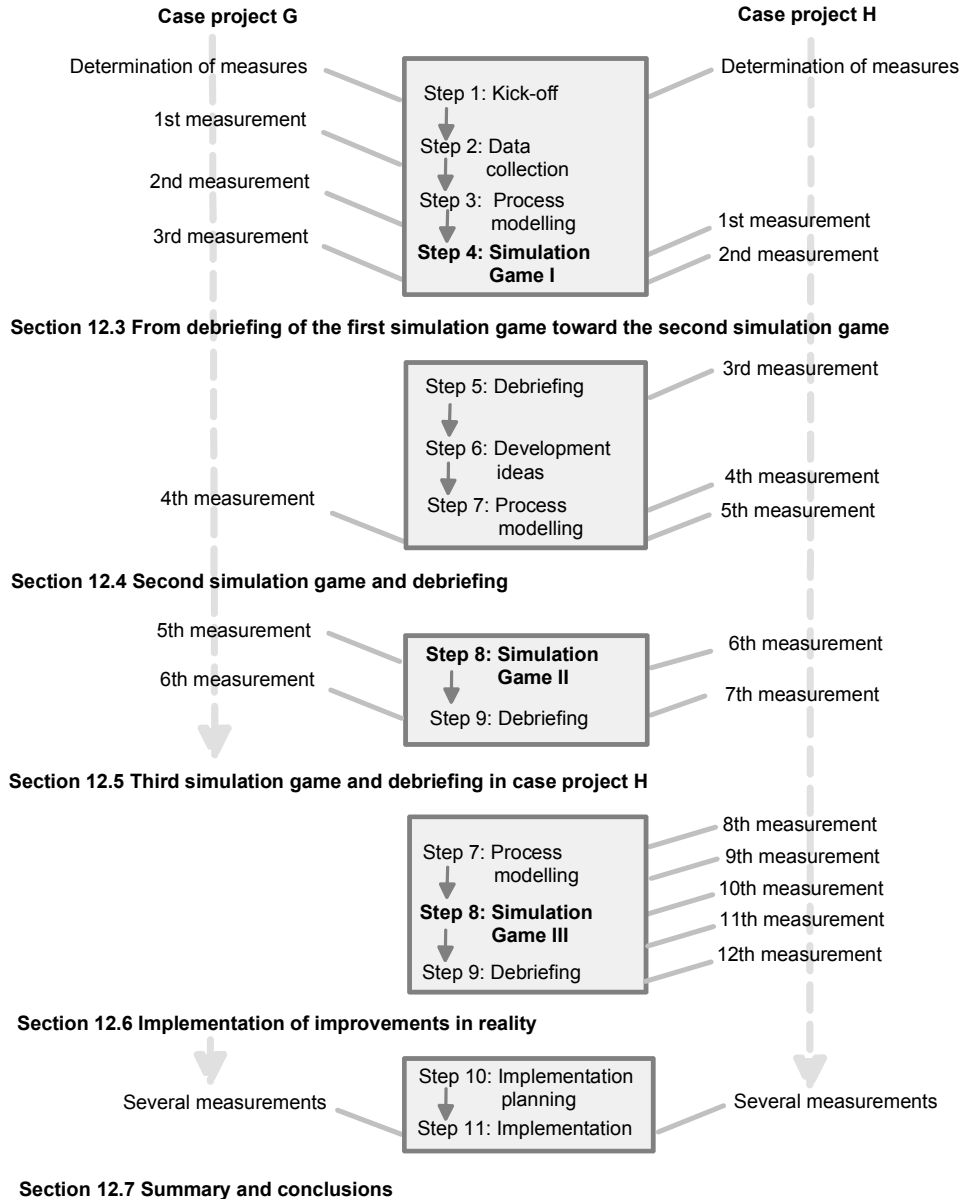 Case project G
Case project H
Determination of measures
Determination of measures
Step 1: Kick-off
1st measurement
Step 2: Data
collection
2nd measurement
Step 3: Process
modelling
1st measurement
3rd measurement
Step 4: Simulation
Game I
2nd measurement
Section 12.3 From debriefing of the first simulation game toward the second simulation game
3rd measurement
Step 5: Debriefing
Step 6: Development
ideas
4th measurement
4th measurement
Step 7: Process
modelling
5th measurement
Section 12.4 Second simulation game and debriefing
5th measurement
Step 8: Simulation
Game II
6th measurement
6th measurement
Step 9: Debriefing
7th measurement
Section 12.5 Third simulation game and debriefing in case project H
8th measurement
Step 7: Process
modelling
9th measurement
10th measurement
Step 8: Simulation
Game III
11th measurement
12th measurement
Step 9: Debriefing
Section 12.6 Implementation of improvements in reality
Step 10: Implementation
planning
Several measurements
Several measurements
Step 11: Implementation
Section 12.7 Summary and conclusions